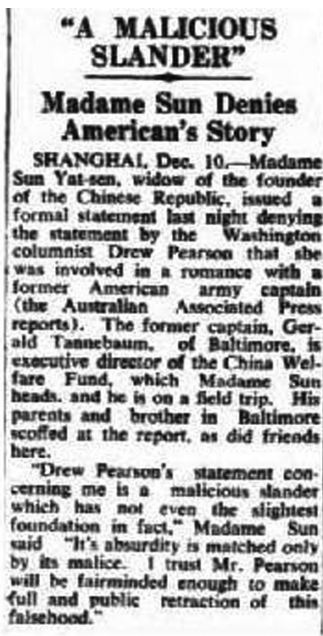 "A MALICIOUS
SLANDER"
Madame Sun Denies
American's Story
SHANGHAI, Dec. 10.—Madame
Sun Yat-sen, widow of the founder
of the Chinese Republic, issued a
formal statement last night denying
the statement by the Washington
columnist Drew Pearson that she
was involved in a romance with a
former American army captain
(the Australian Associated Press
reports). The former captain, Ger-
ald Tannebaum, of Baltimore, is
executive director of the China Wel-
fare Fund, which Madame Sun
heads, and he is on a field trip. His
parents and brother in Baltimore
scoffed at the report, as did friends
here.
"Drew Pearson's statement con-
cerning me is a malicious slander
which has not even the slightest
foundation in fact," Madame Sun
said "It's absurdity is matched only
by its malice. I trust Mr. Pearson
will be fairminded enough to make
full and public retraction of this
falsehood."